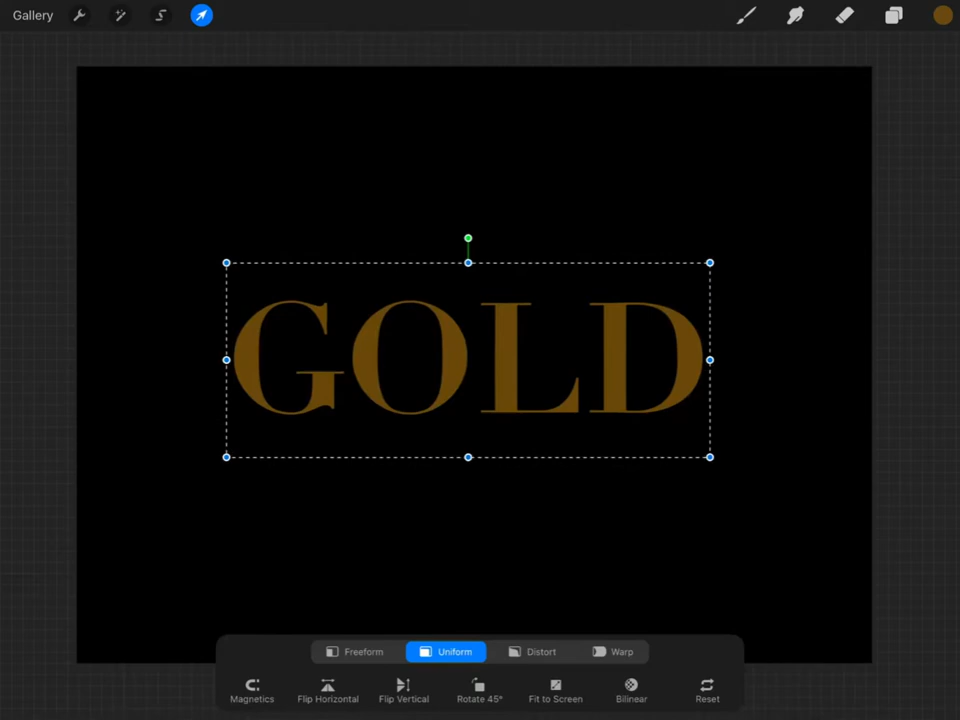 Gallery
GOLD
Freeform Uniform Distort Warp
Magnetics Flip Horizontal Flip Vertical Rotate 45° Fit to Screen Bilinear Reset